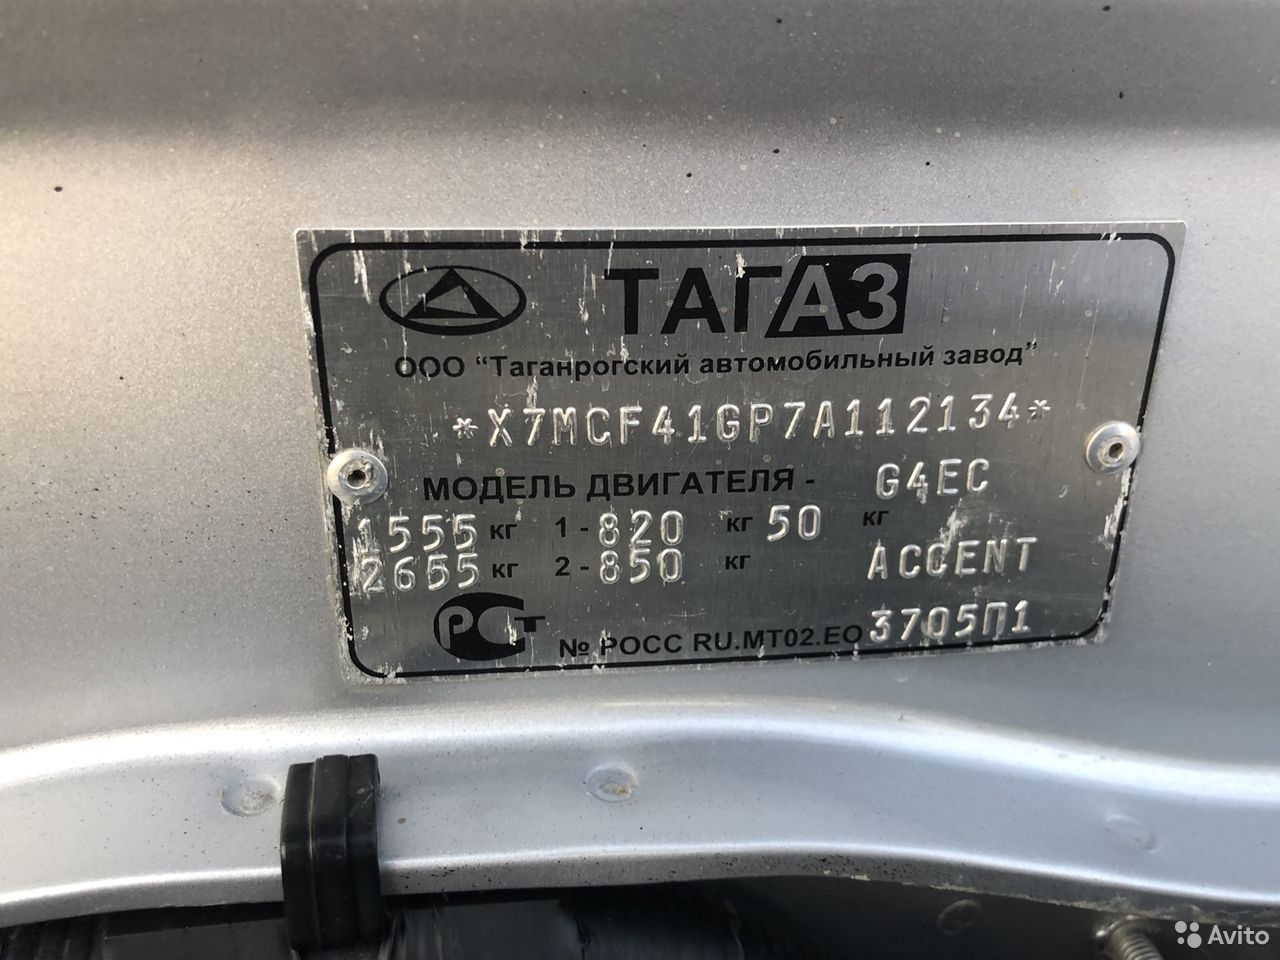 ТАГАЗ
ООО “Таганрогский автомобильный завод”
*X7MCF41GP7A112134*
МОДЕЛЬ ДВИГАТЕЛЯ - G4EC
1555 кг 1 - 820 кг 50 кг
2655 кг 2 - 850 кг ACCENT
РСТ № РОСС RU.MT02.EO 3705П1
Avito